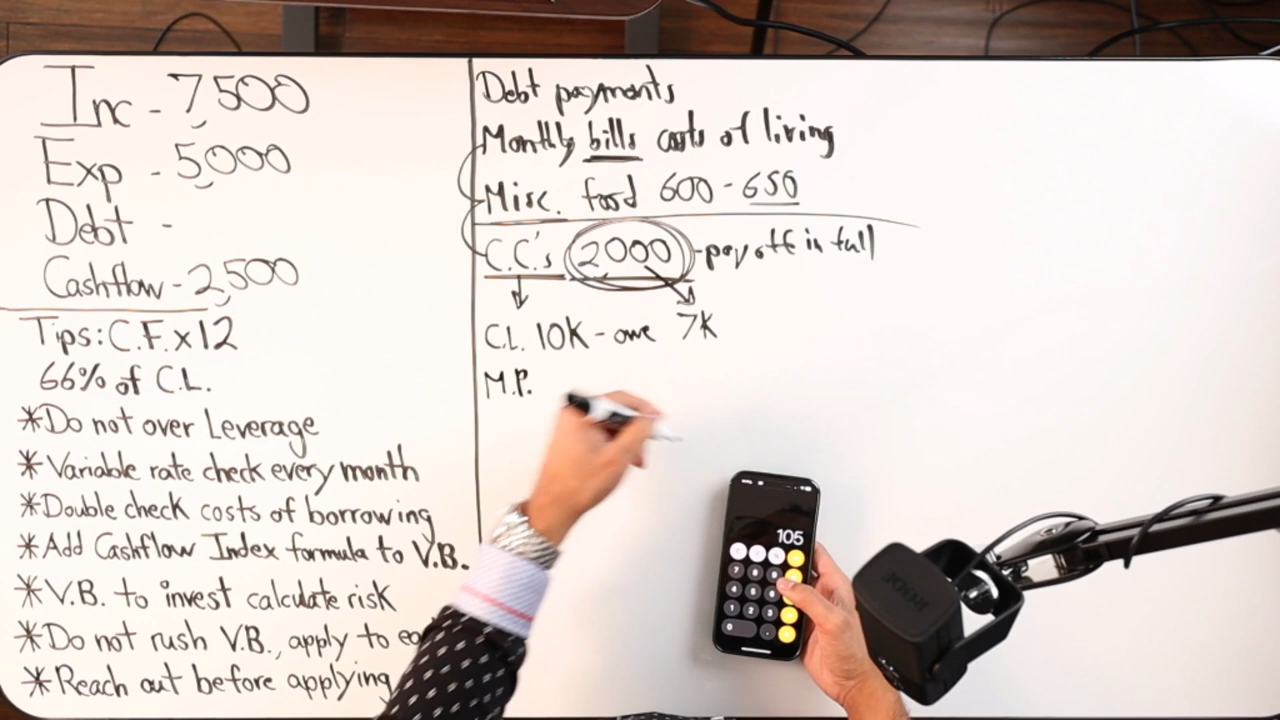 Inc - 7,500
Exp - 5,000
Debt -
Cashflow - 2,500
Tips: C.F. x 12
66% of C.L.
*Do not over Leverage
*Variable rate check every month
*Double check costs of borrowing
*Add Cashflow Index formula to V.B.
*V.B. to invest calculate risk
*Do not rush V.B., apply to
*Reach out before applying
Debt payments
Monthly bills costs of living
Misc. food 600 - 650
C.C.'s 2000 - pay off in full
C.L. 10K - owe 7K
M.P.
105
RODE